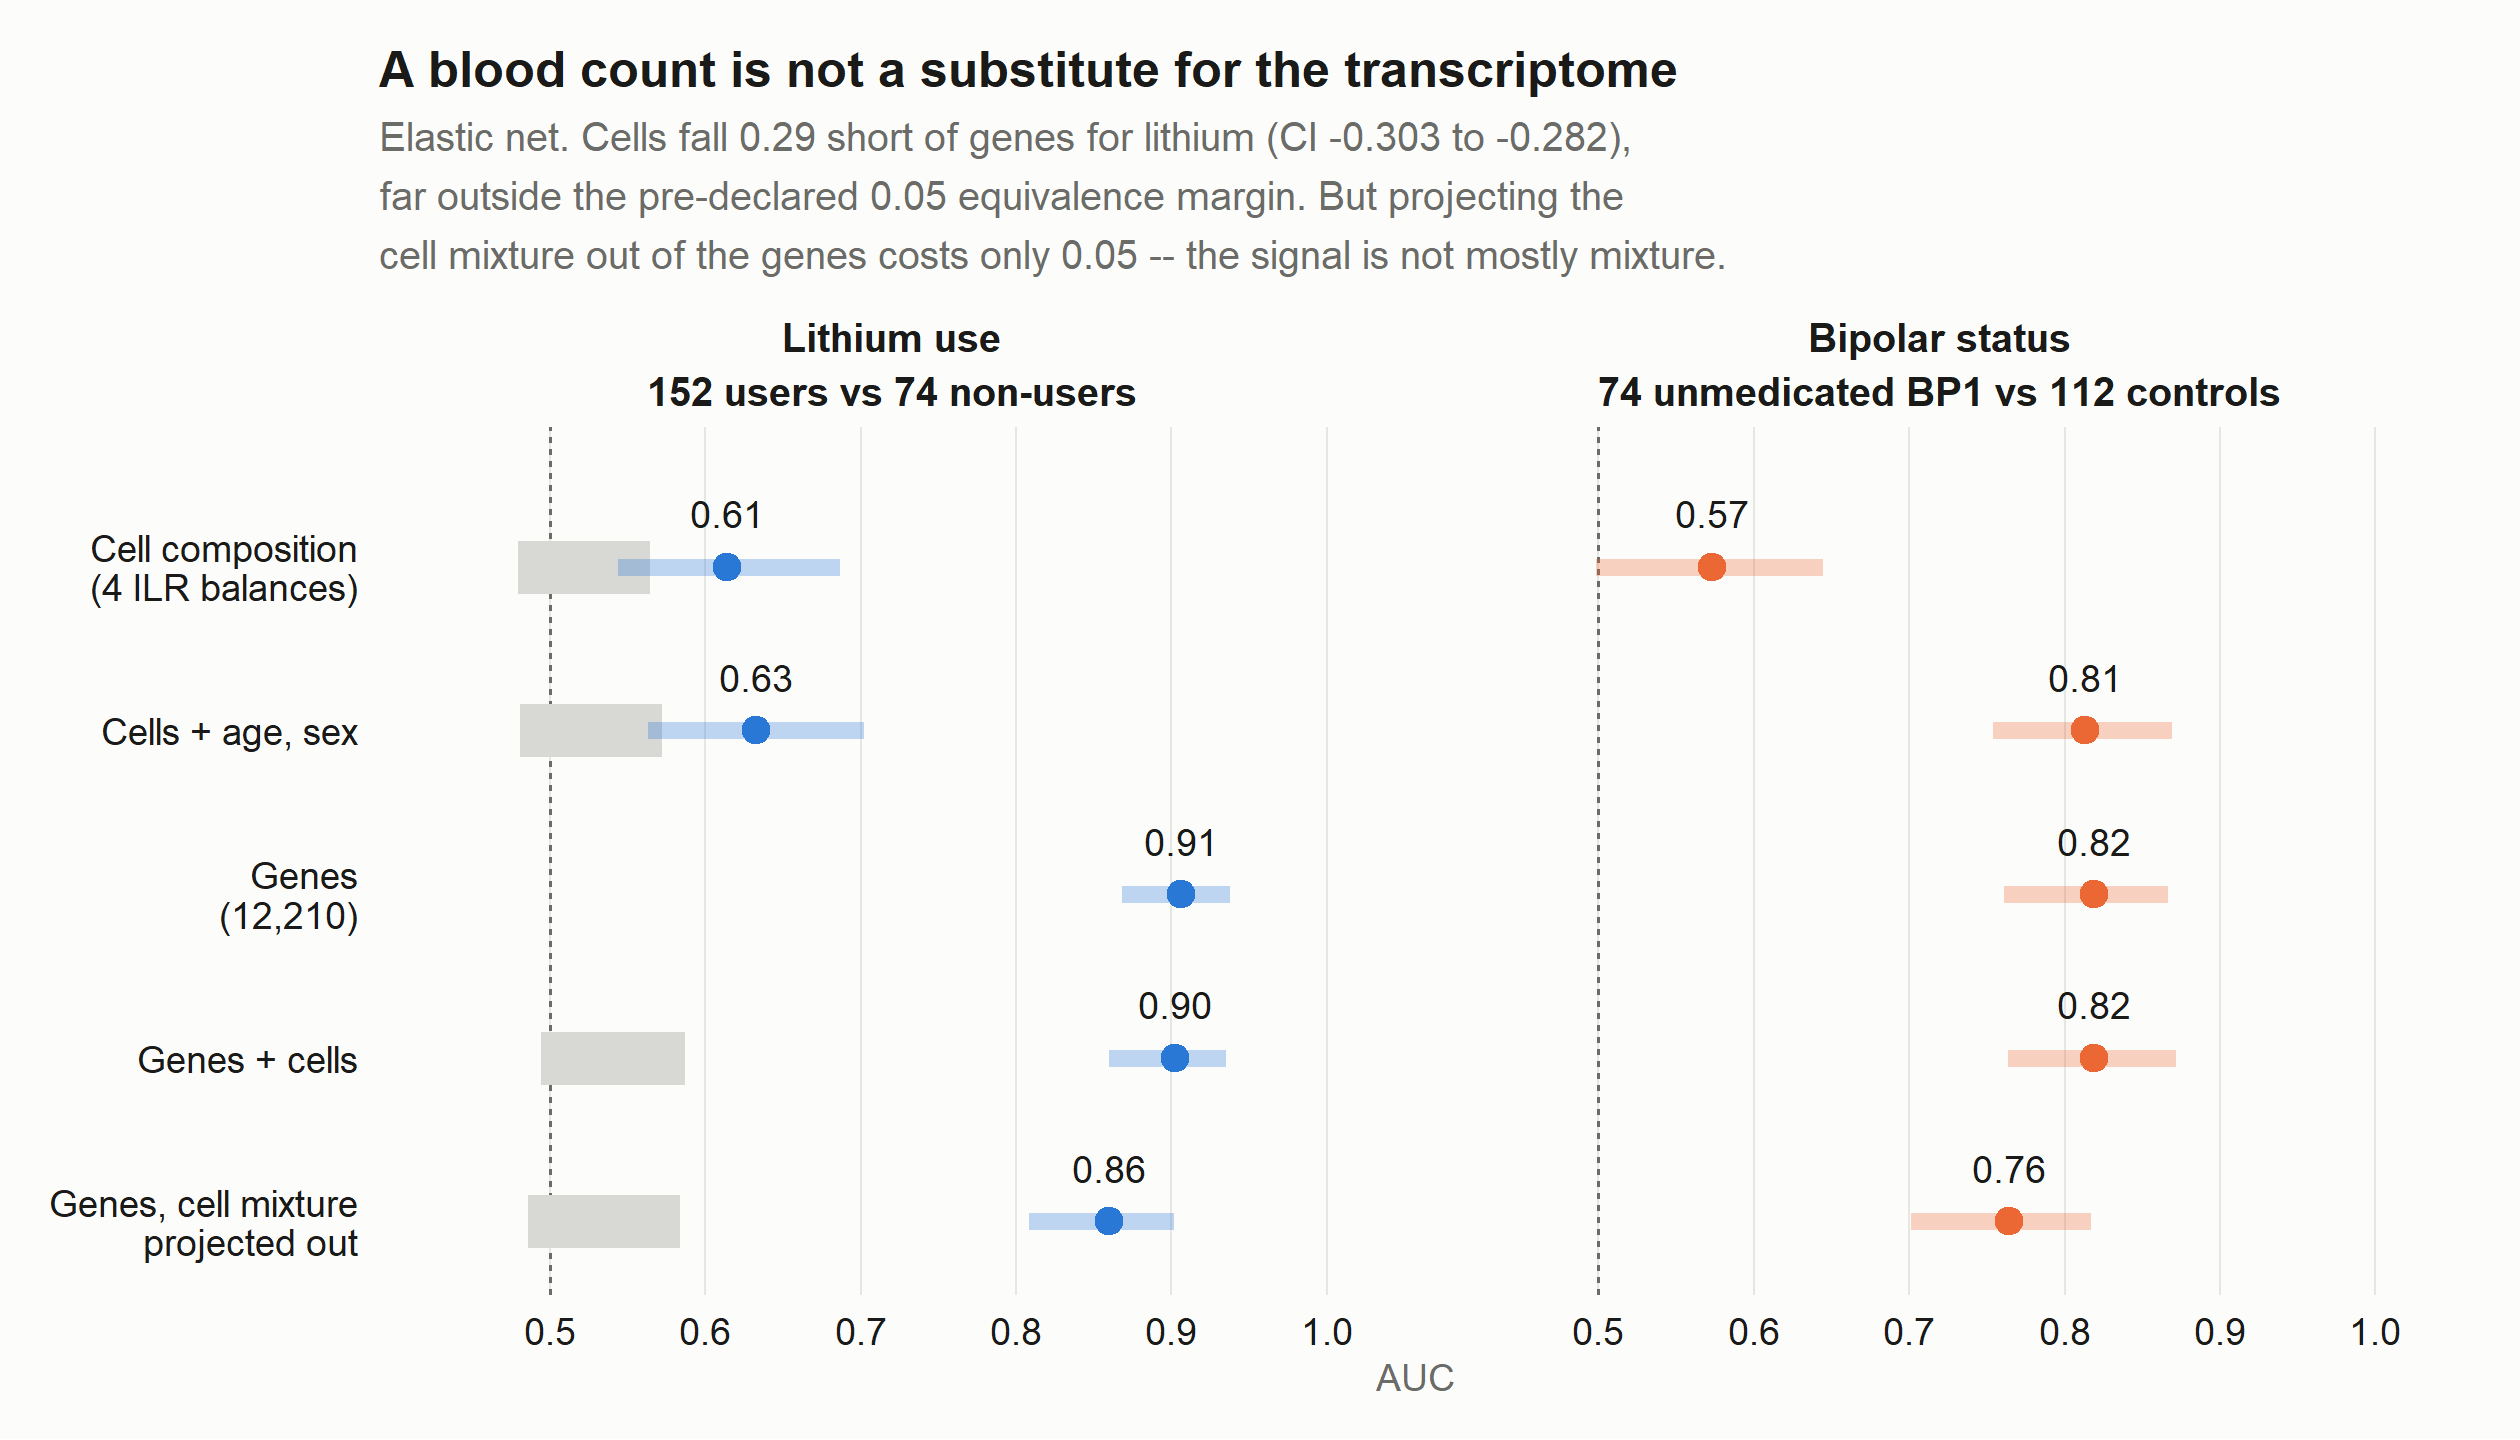 A blood count is not a substitute for the transcriptome
Elastic net. Cells fall 0.29 short of genes for lithium (CI -0.303 to -0.282),
far outside the pre-declared 0.05 equivalence margin. But projecting the
cell mixture out of the genes costs only 0.05 -- the signal is not mostly mixture.
Lithium use
152 users vs 74 non-users
Bipolar status
74 unmedicated BP1 vs 112 controls
Cell composition
(4 ILR balances)
0.61
0.57
Cells + age, sex
0.63
0.81
Genes
(12,210)
0.91
0.82
Genes + cells
0.90
0.82
Genes, cell mixture
projected out
0.86
0.76
0.5 0.6 0.7 0.8 0.9 1.0
0.5 0.6 0.7 0.8 0.9 1.0
AUC